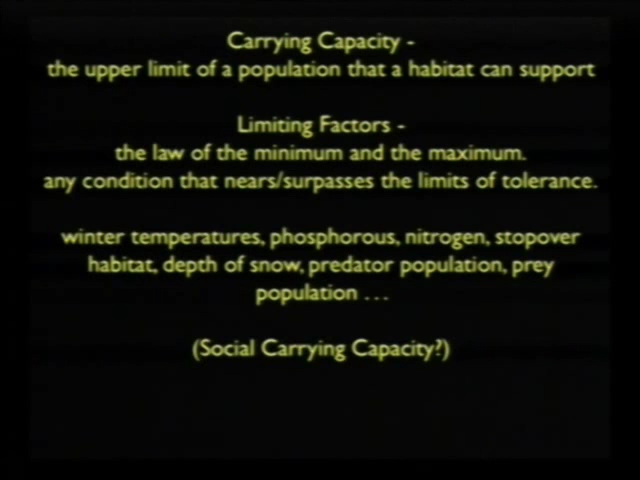 Carrying Capacity -
the upper limit of a population that a habitat can support
Limiting Factors -
the law of the minimum and the maximum.
any condition that nears/surpasses the limits of tolerance.
winter temperatures, phosphorous, nitrogen, stopover
habitat, depth of snow, predator population, prey
population ...
(Social Carrying Capacity?)